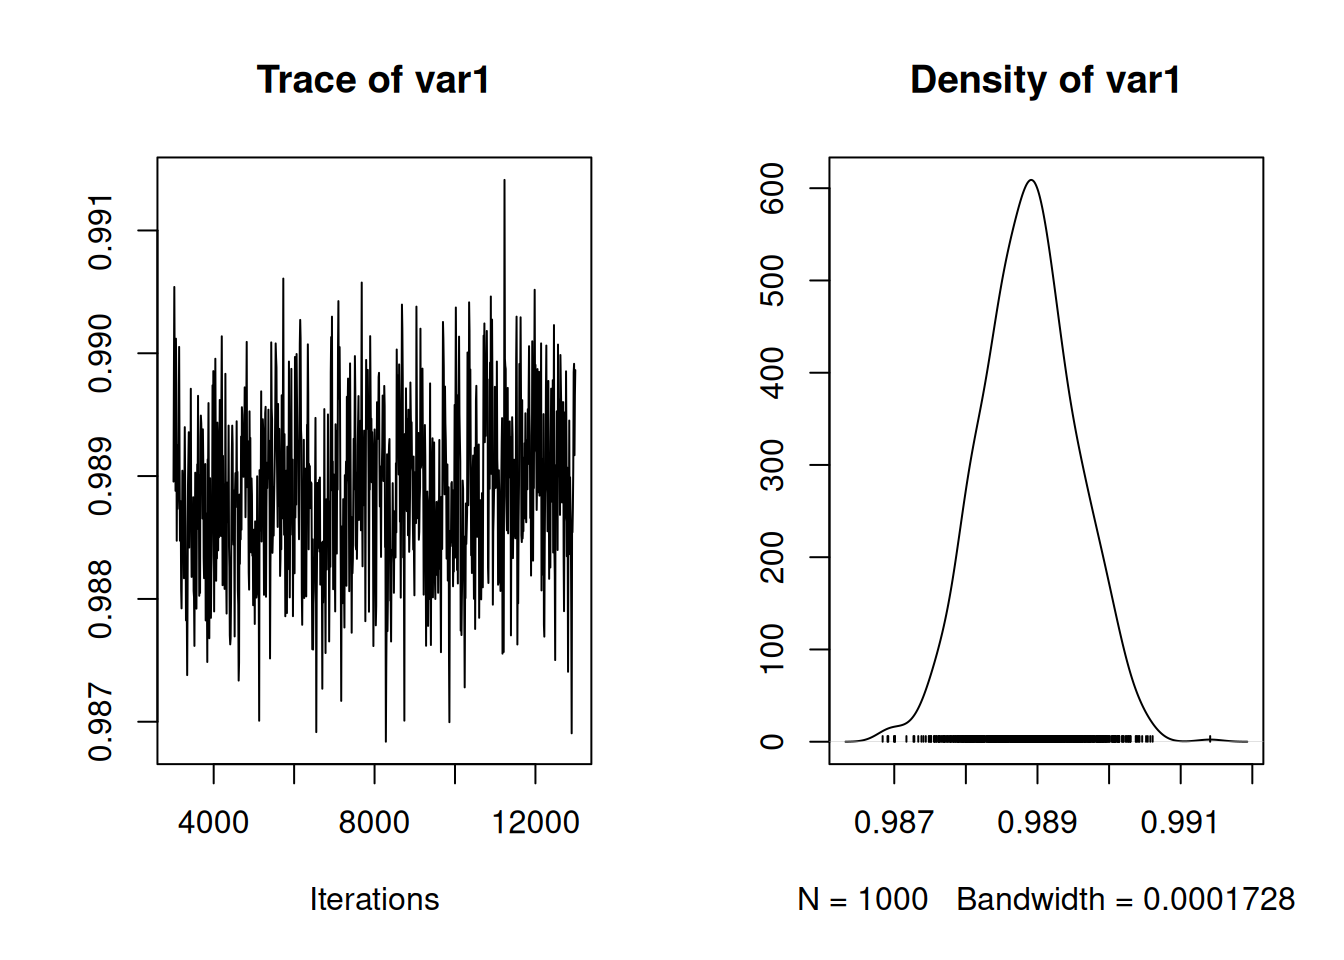 Trace of var1
0.991
0.990
0.989
0.988
0.987
4000 8000 12000
Iterations
Density of var1
600
500
400
300
200
100
0
0.987 0.989 0.991
N = 1000 Bandwidth = 0.0001728